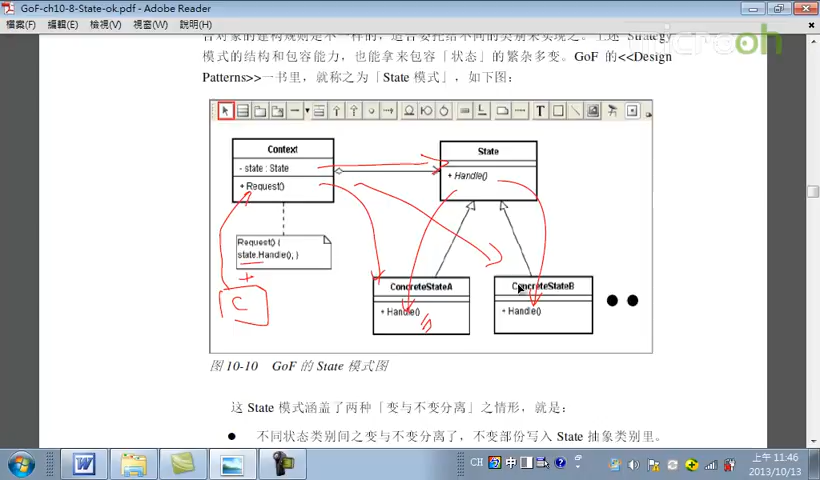 GoF-ch10-8-State-ok.pdf - Adobe Reader
檔案(F) 編輯(E) 檢視(V) 視窗(W) 說明(H)
microoh
模式的结构和包容能力，也能拿来包容「状态」的繁杂多变。GoF 的<<Design
Patterns>>一书里，就称之为「State 模式」，如下图：
T
Context
- state : State
+ Request()
State
+ Handle()
Request() {
state.Handle(), }
C
ConcreteStateA
+ Handle()
ConcreteStateB
+ Handle()
图 10-10 GoF 的 State 模式图
这 State 模式涵盖了两种「变与不变分离」之情形，就是：
● 不同状态类别间之变与不变分离了，不变部份写入 State 抽象类别里。
CH 中
上午 11:46
2013/10/13